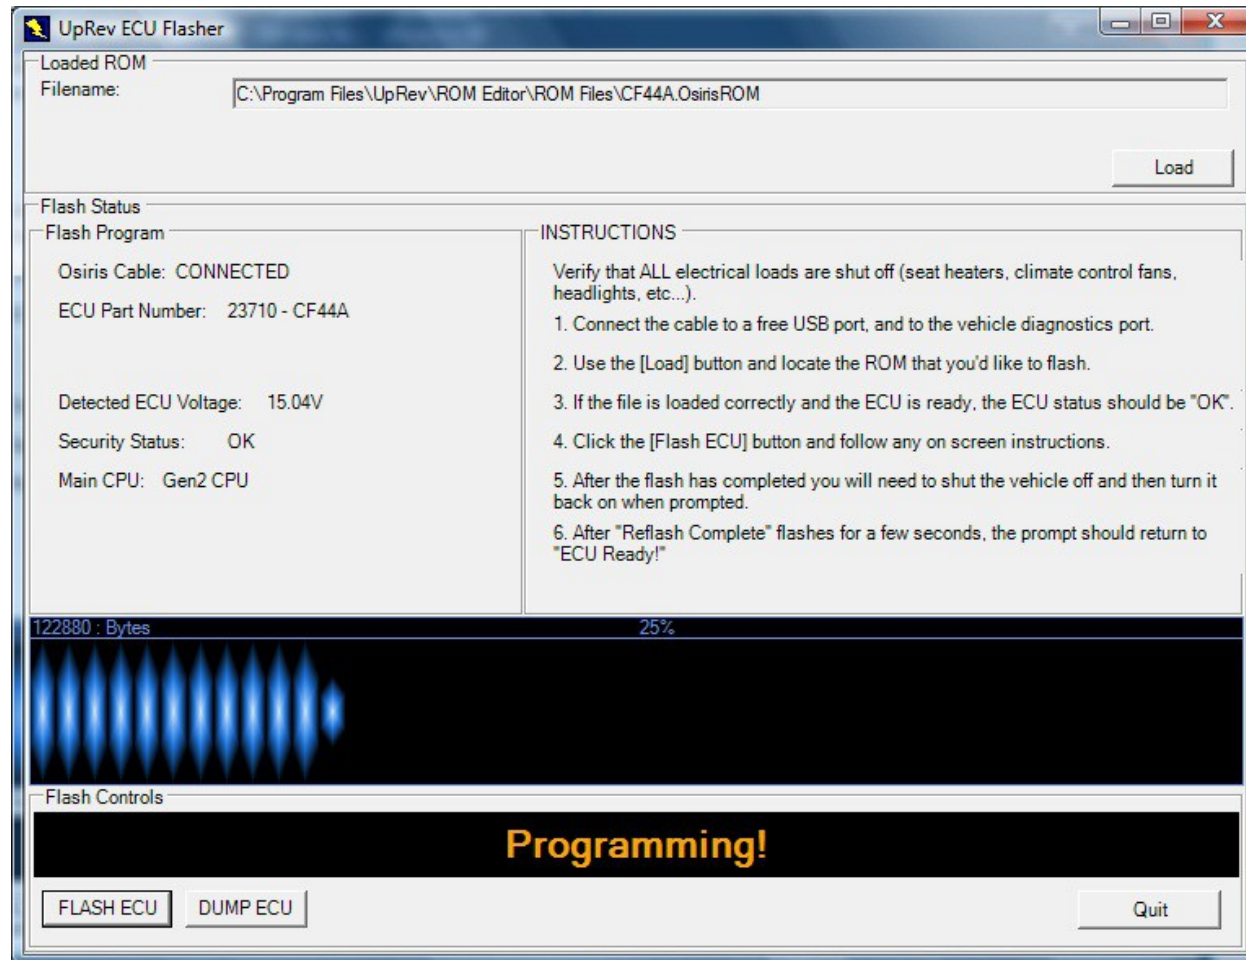 UpRev ECU Flasher
Loaded ROM
Filename: C:\Program Files\UpRev\ROM Editor\ROM Files\CF44A.OsirisROM
Load
Flash Status
Flash Program
Osiris Cable: CONNECTED
ECU Part Number: 23710 - CF44A
Detected ECU Voltage: 15.04V
Security Status: OK
Main CPU: Gen2 CPU
INSTRUCTIONS
Verify that ALL electrical loads are shut off (seat heaters, climate control fans,
headlights, etc...).
1. Connect the cable to a free USB port, and to the vehicle diagnostics port.
2. Use the [Load] button and locate the ROM that you'd like to flash.
3. If the file is loaded correctly and the ECU is ready, the ECU status should be "OK".
4. Click the [Flash ECU] button and follow any on screen instructions.
5. After the flash has completed you will need to shut the vehicle off and then turn it
back on when prompted.
6. After "Reflash Complete" flashes for a few seconds, the prompt should return to
"ECU Ready!"
122880 : Bytes 25%
Flash Controls
Programming!
FLASH ECU DUMP ECU Quit